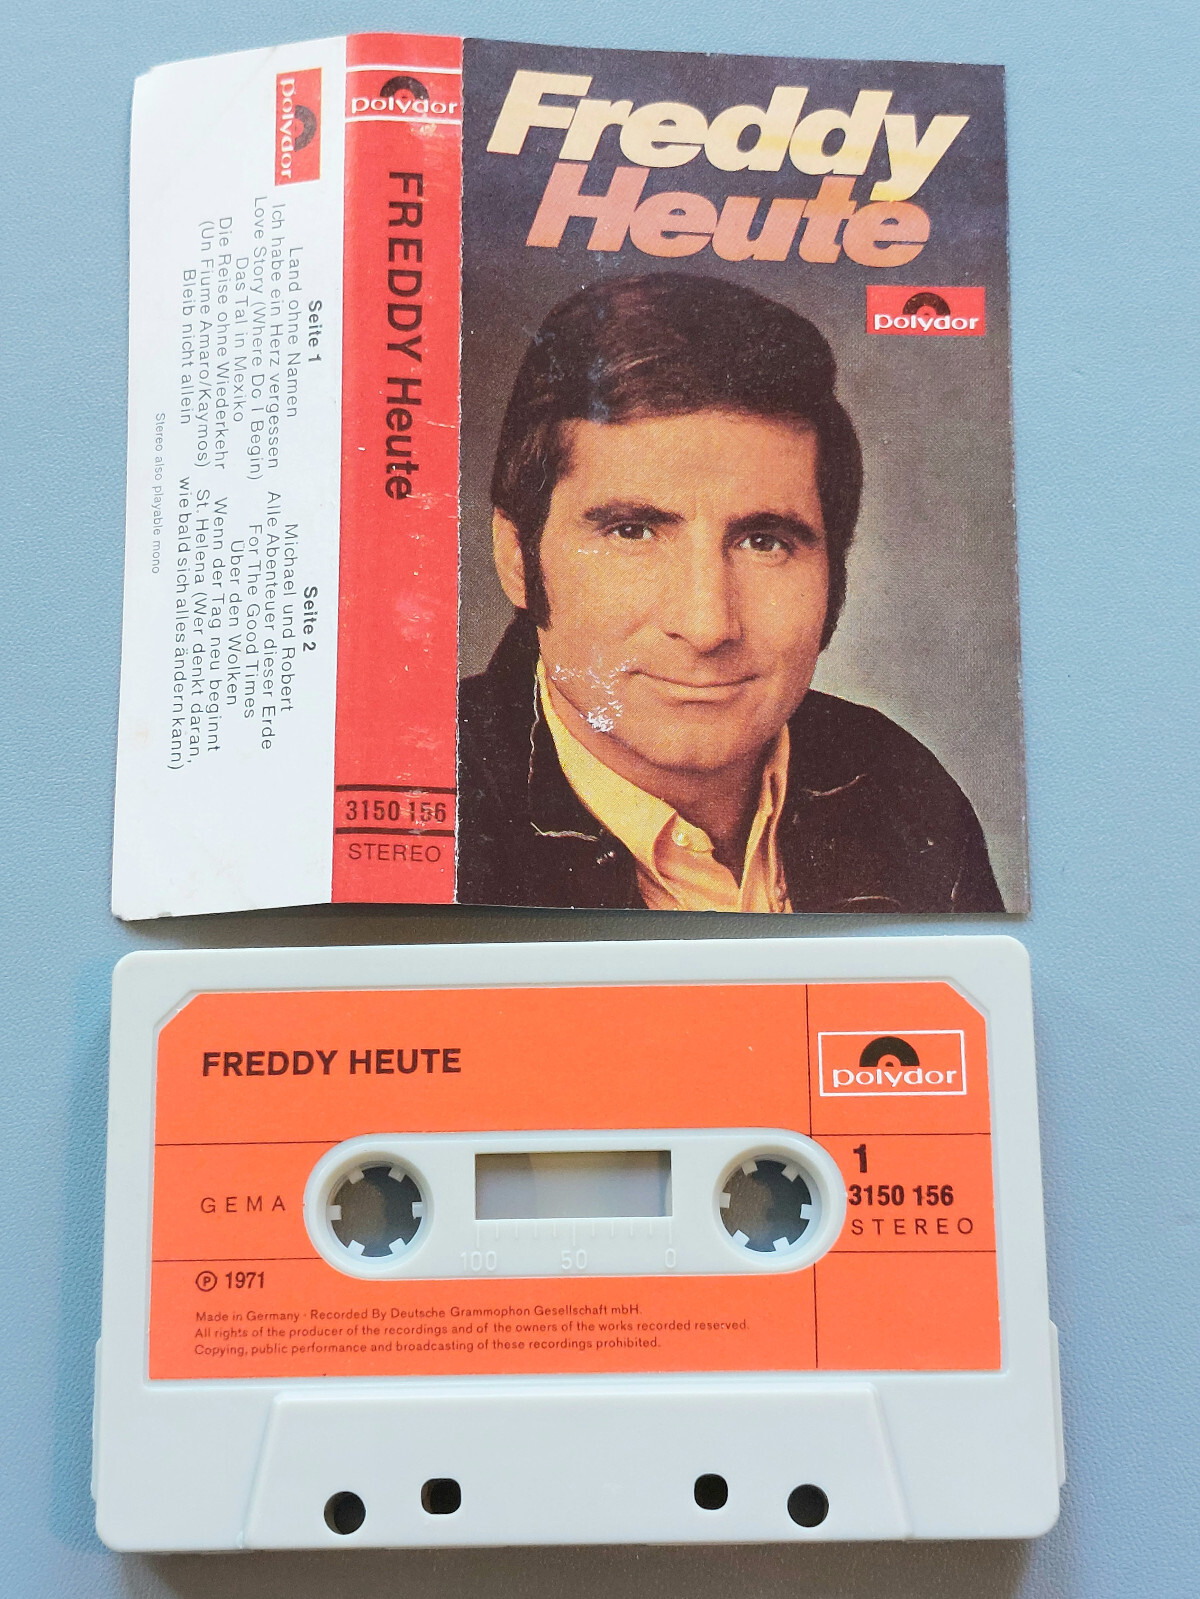 polydor
Seite 1
Land ohne Namen
Ich habe ein Herz vergessen
Love Story (Where Do I Begin)
Das Tal in Mexiko
Die Reise ohne Wiederkehr
(Un Fiume Amaro/Kaymos)
Bleib nicht allein
Seite 2
Michael und Robert
Alle Abenteuer dieser Erde
For The Good Times
Über den Wolken
Wenn der Tag neu beginnt
St. Helena (Wer denkt daran,
wie bald sich alles ändern kann)
Stereo also playable mono
polydor
FREDDY Heute
3150 156
STEREO
Freddy
Heute
polydor
FREDDY HEUTE
polydor
GEMA
1
3150 156
STEREO
100 50 0
℗ 1971
Made in Germany · Recorded By Deutsche Grammophon Gesellschaft mbH.
All rights of the producer of the recordings and of the owners of the works recorded reserved.
Copying, public performance and broadcasting of these recordings prohibited.